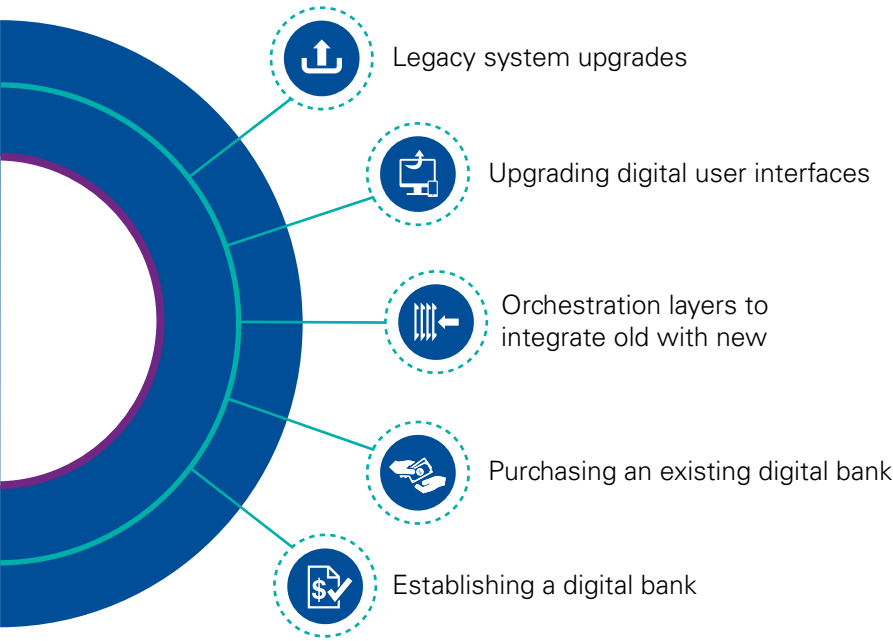 Legacy system upgrades
Upgrading digital user interfaces
Orchestration layers to
integrate old with new
Purchasing an existing digital bank
$
Establishing a digital bank